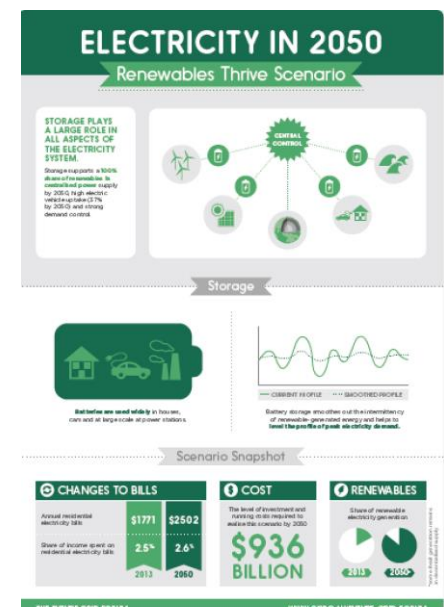 ELECTRICITY IN 2050
Renewables Thrive Scenario
STORAGE PLAYS
A LARGE ROLE IN
ALL ASPECTS OF
THE ELECTRICITY
SYSTEM.
Storage supports a 100%
share of renewables in
centralised power supply
by 2050, high electric
vehicle uptake (37%
by 2050) and strong
demand control.
CENTRAL
CONTROL
Storage
Batteries are used widely in houses,
cars and at large scale at power stations.
CURRENT PROFILE
SMOOTHED PROFILE
Battery storage smoothes out the intermittency
of renewable-generated energy and helps to
level the profile of peak electricity demand.
Scenario Snapshot
CHANGES TO BILLS
Annual residential
electricity bills
$1771
$2502
Share of income spent on
residential electricity bills
2.5%
2.6%
2013
2050
COST
The level of investment and
running costs required to
realise this scenario by 2050
$936
BILLION
RENEWABLES
Share of renewable
electricity generation
2013
2050